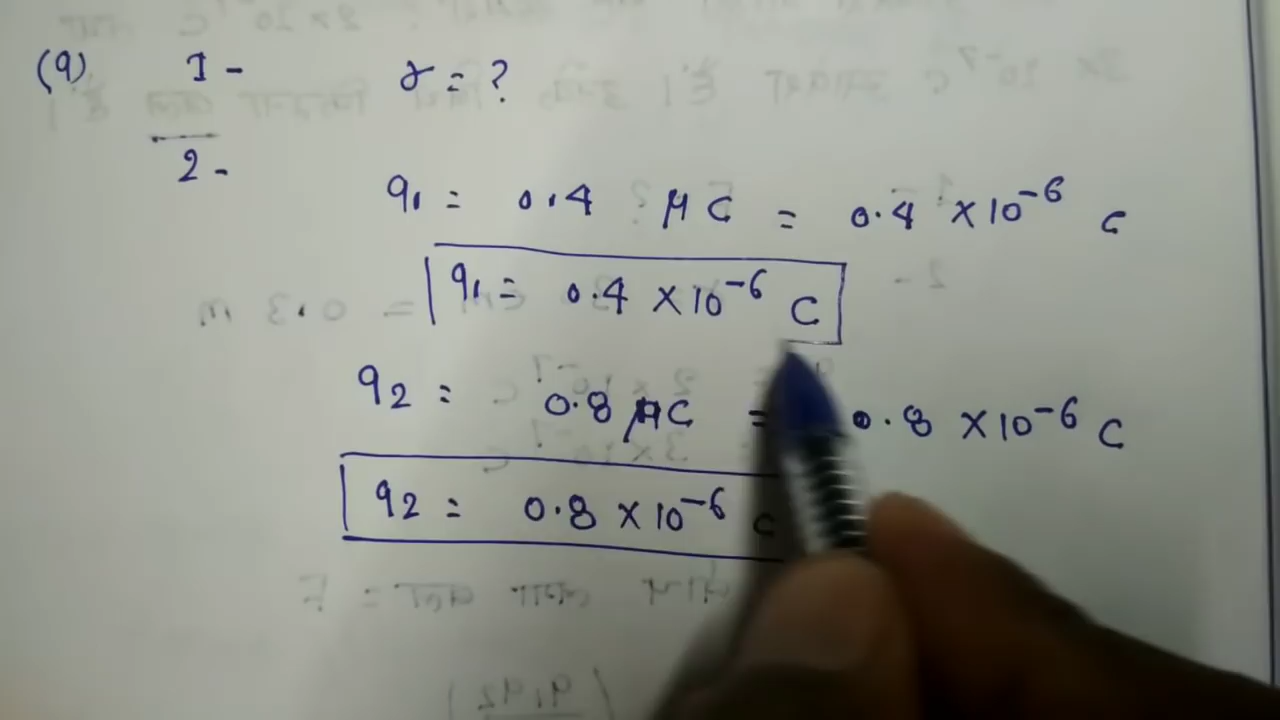 (9) 1- r = ?
2-
q₁ = 0.4 μC = 0.4 × 10⁻⁶ C
q₁ = 0.4 × 10⁻⁶ C
q₂ = 0.8 μC = 0.8 × 10⁻⁶ C
q₂ = 0.8 × 10⁻⁶ C